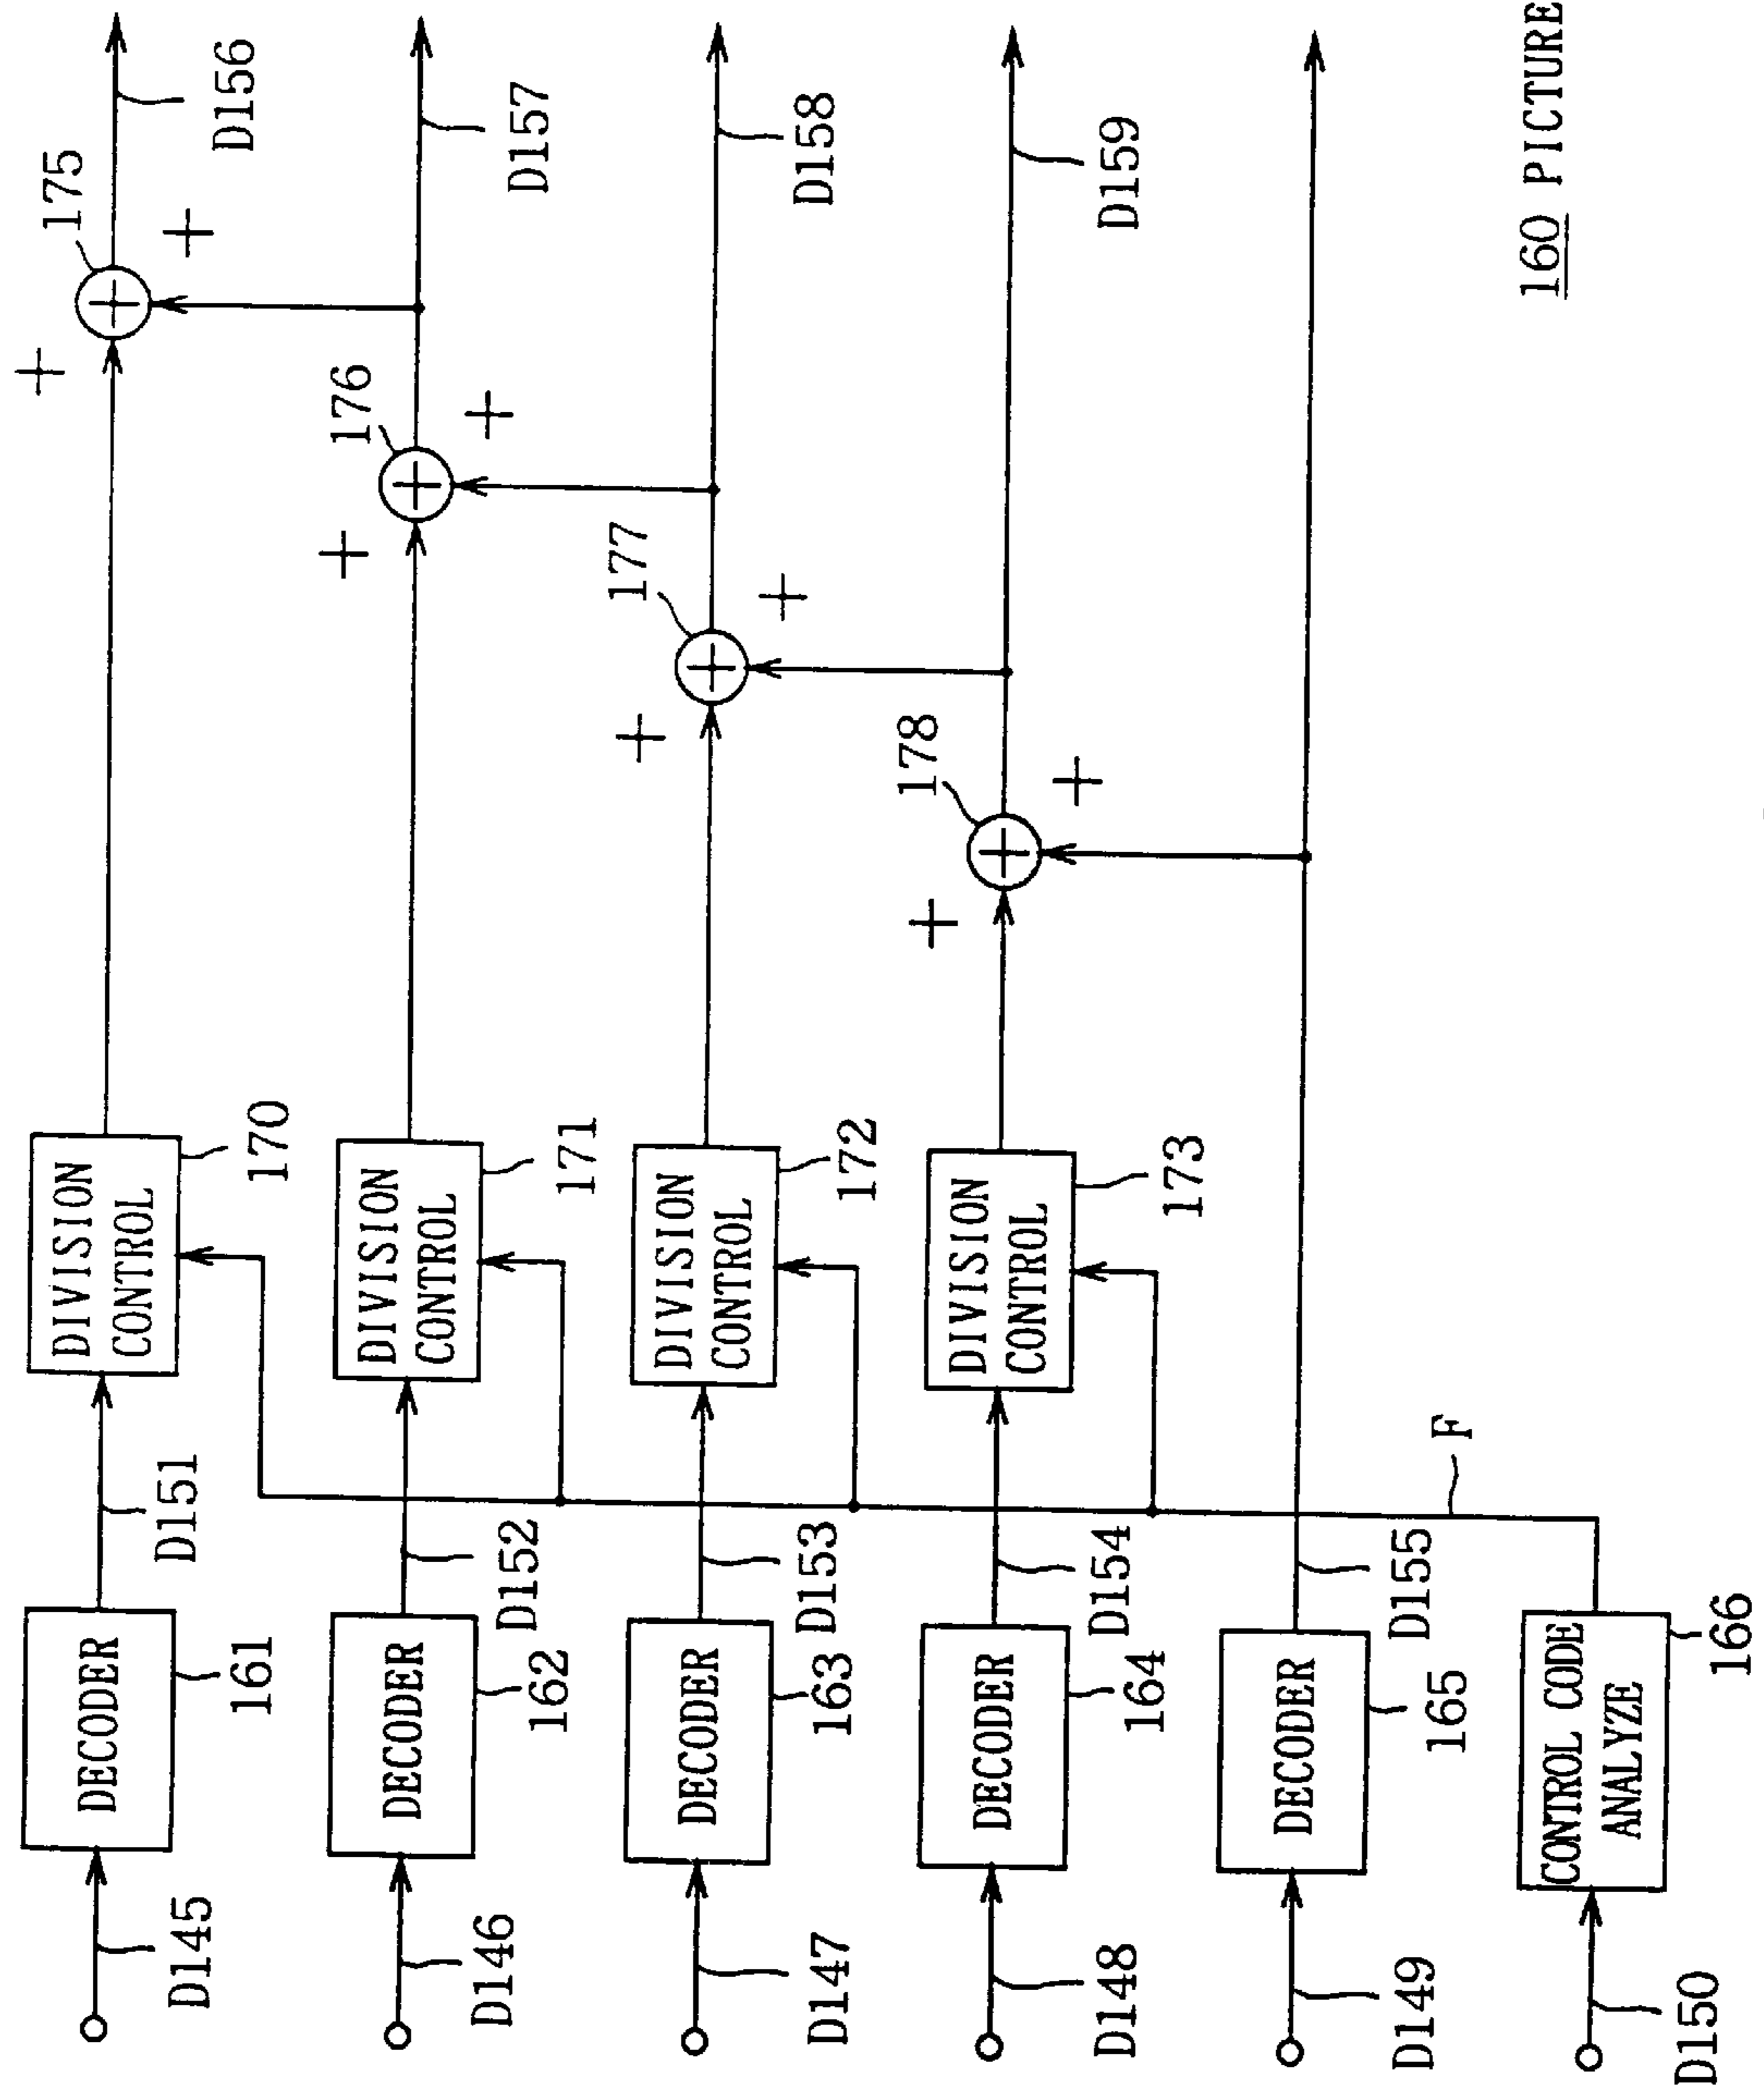 D145
DECODER
161
D151
DIVISION
CONTROL
170
+
175
+
D156
D146
DECODER
162
D152
DIVISION
CONTROL
171
+
176
+
D157
D147
DECODER
163
D153
DIVISION
CONTROL
172
+
177
+
D158
D148
DECODER
164
D154
DIVISION
CONTROL
173
+
178
+
D159
D149
DECODER
165
D155
D150
CONTROL CODE
ANALYZE
166
F
160 PICTURE